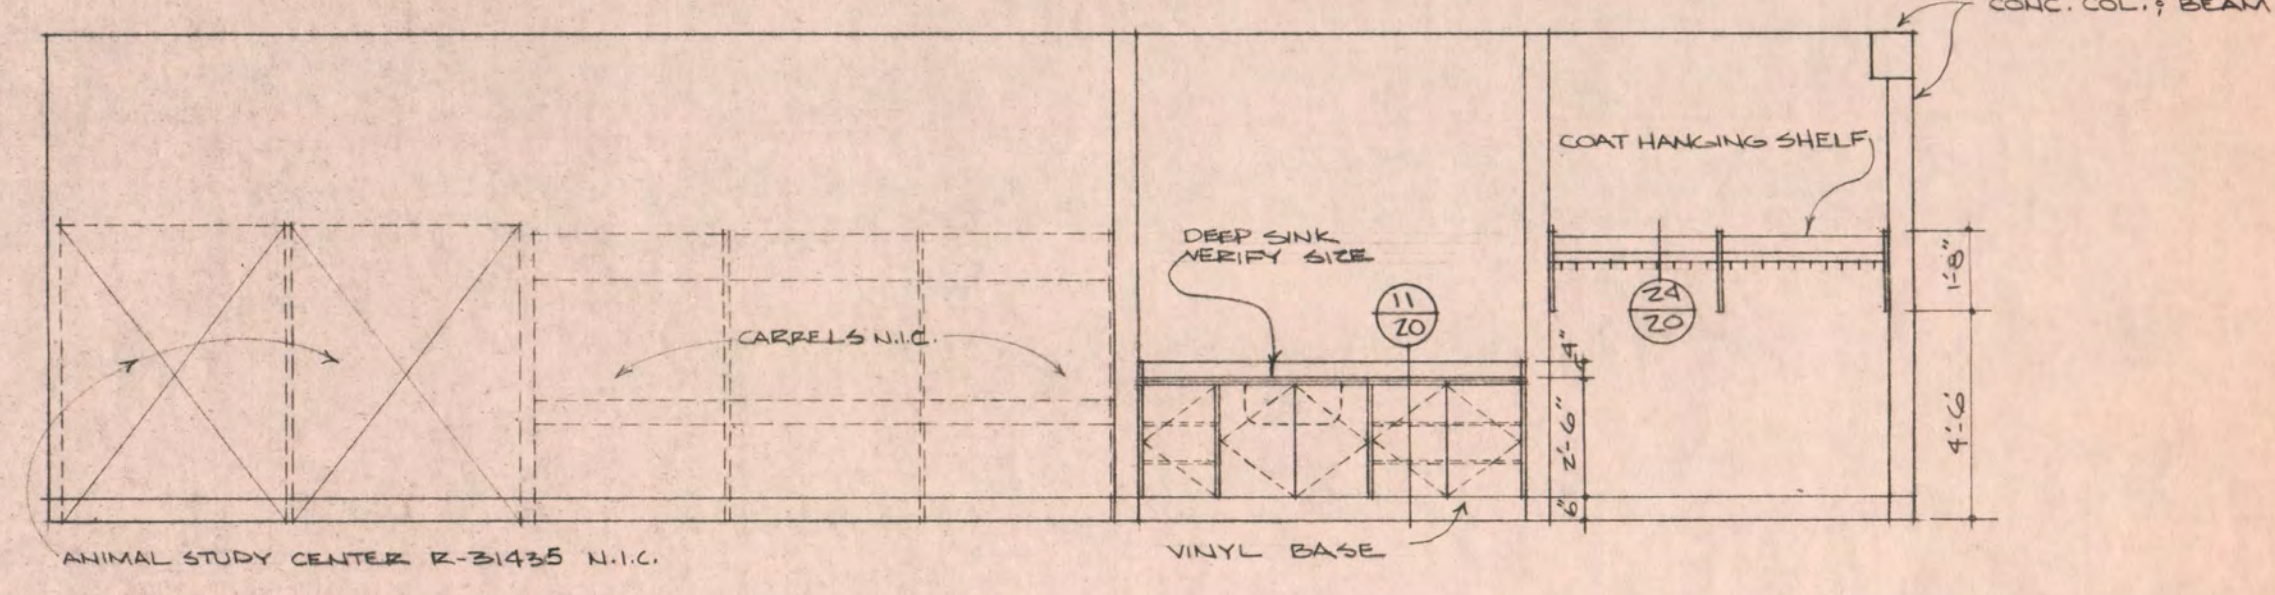 CONC. COL. & BEAM
COAT HANGING SHELF
DEEP SINK
VERIFY SIZE
11
20
24
20
1'-8"
CARRELS N.I.C.
4"
2'-6"
4'-6"
6"
ANIMAL STUDY CENTER R-31435 N.I.C.
VINYL BASE